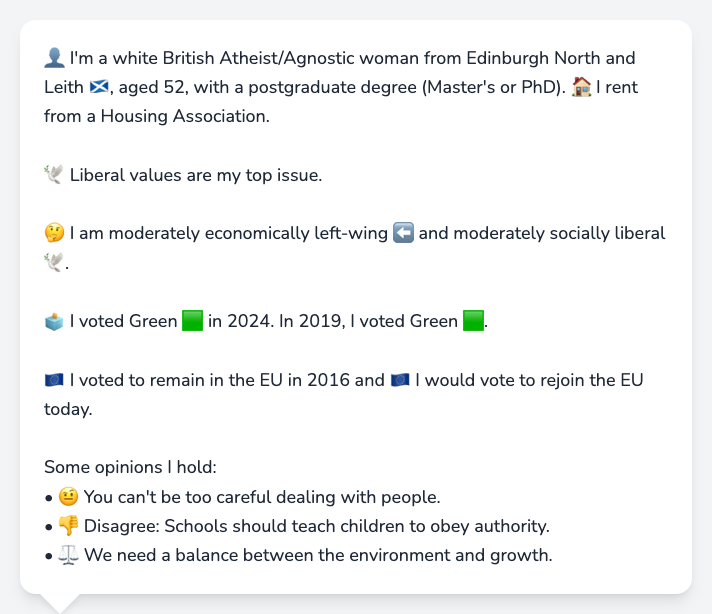 👤 I'm a white British Atheist/Agnostic woman from Edinburgh North and
Leith 🏴󠁧󠁢󠁳󠁣󠁴󠁿, aged 52, with a postgraduate degree (Master's or PhD). 🏠 I rent
from a Housing Association.
🕊️ Liberal values are my top issue.
🤔 I am moderately economically left-wing ⬅️ and moderately socially liberal
🕊️.
🗳️ I voted Green 🟩 in 2024. In 2019, I voted Green 🟩.
🇪🇺 I voted to remain in the EU in 2016 and 🇪🇺 I would vote to rejoin the EU
today.
Some opinions I hold:
• 🤨 You can't be too careful dealing with people.
• 👎 Disagree: Schools should teach children to obey authority.
• ⚖️ We need a balance between the environment and growth.